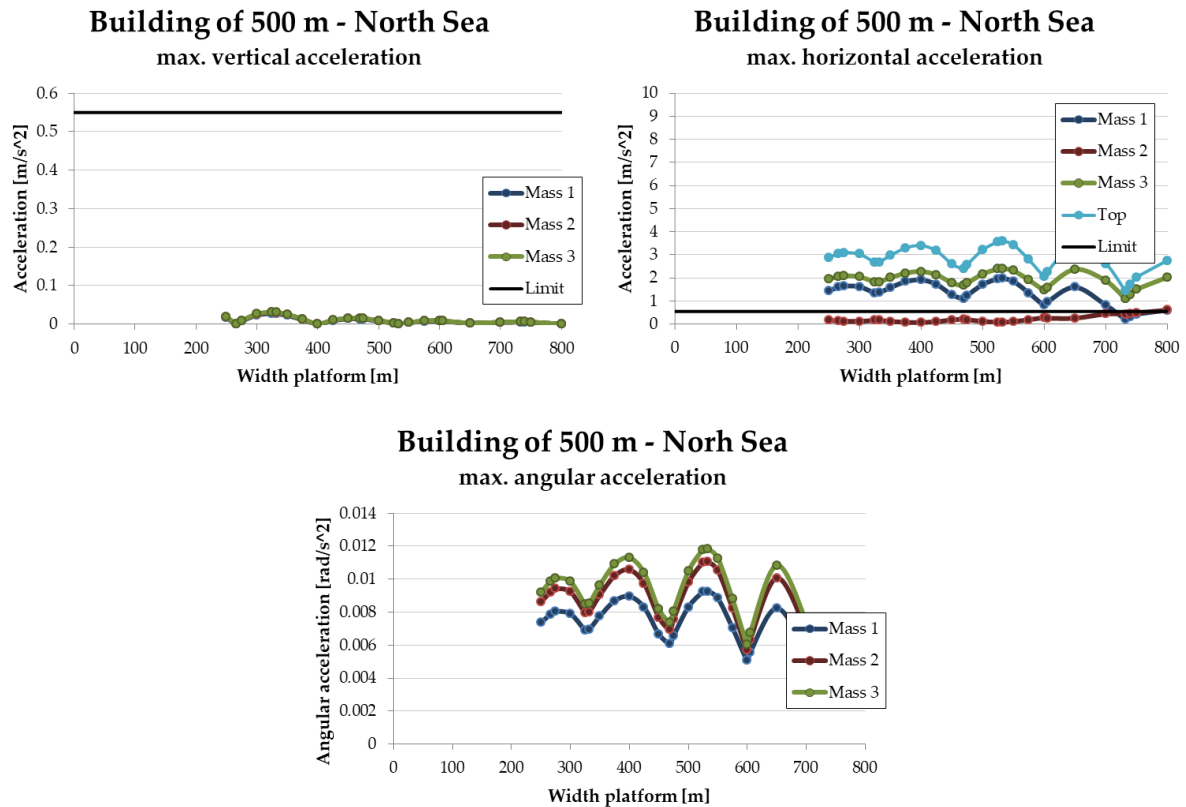 Building of 500 m - North Sea
max. vertical acceleration
Acceleration [m/s^2]
0.6
0.5
0.4
0.3
0.2
0.1
0
0 100 200 300 400 500 600 700 800
Width platform [m]
Mass 1
Mass 2
Mass 3
Limit
Building of 500 m - North Sea
max. horizontal acceleration
Acceleration [m/s^2]
10
9
8
7
6
5
4
3
2
1
0
0 100 200 300 400 500 600 700 800
Width platform [m]
Mass 1
Mass 2
Mass 3
Top
Limit
Building of 500 m - Norh Sea
max. angular acceleration
Angular acceleration [rad/s^2]
0.014
0.012
0.01
0.008
0.006
0.004
0.002
0
0 100 200 300 400 500 600 700 800
Width platform [m]
Mass 1
Mass 2
Mass 3